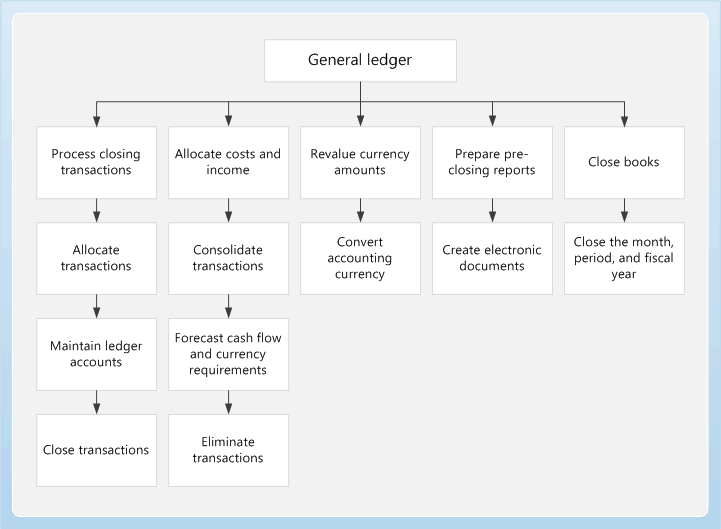 General ledger
Process closing
transactions
Allocate costs and
income
Revalue currency
amounts
Prepare pre-
closing reports
Close books
Allocate
transactions
Consolidate
transactions
Convert
accounting
currency
Create electronic
documents
Close the month,
period, and fiscal
year
Maintain ledger
accounts
Forecast cash flow
and currency
requirements
Close transactions
Eliminate
transactions